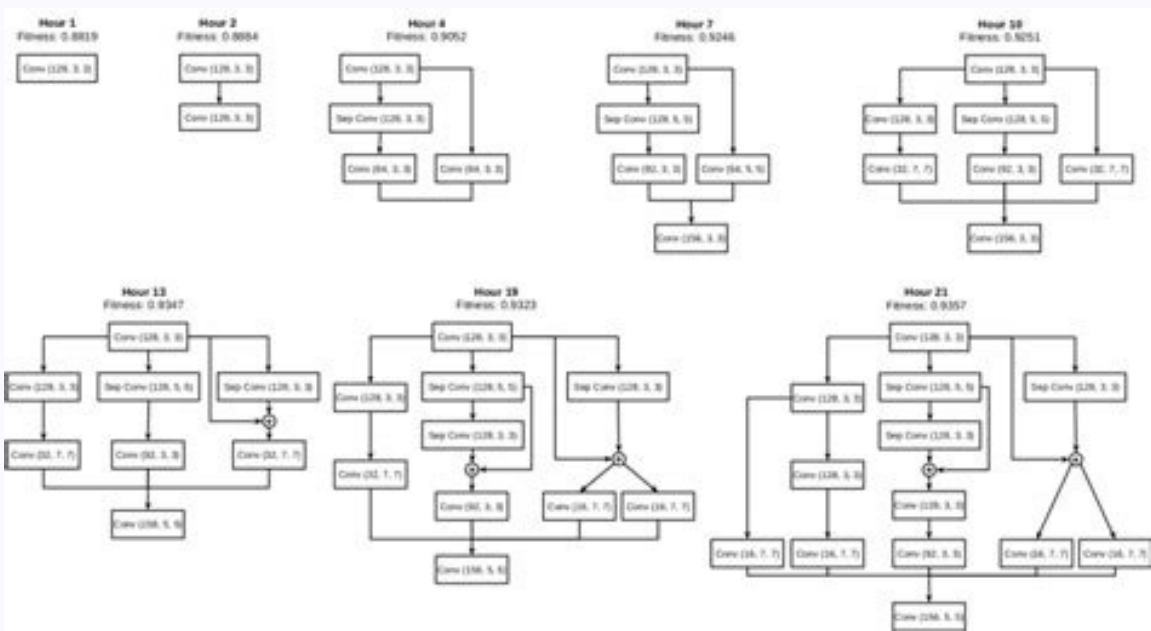 Hour 1
Fitness: 0.8819
Conv (128, 3, 3)
Hour 2
Fitness: 0.8884
Conv (128, 3, 3)
Conv (128, 3, 3)
Hour 4
Fitness: 0.9052
Conv (128, 3, 3)
Sep Conv (128, 3, 3)
Conv (64, 3, 3)
Conv (64, 3, 3)
Hour 7
Fitness: 0.9246
Conv (128, 3, 3)
Sep Conv (128, 5, 5)
Conv (92, 3, 3)
Conv (64, 5, 5)
Conv (156, 3, 3)
Hour 10
Fitness: 0.9251
Conv (128, 3, 3)
Conv (128, 3, 3)
Sep Conv (128, 5, 5)
Conv (32, 7, 7)
Conv (92, 3, 3)
Conv (32, 7, 7)
Conv (156, 3, 3)
Hour 13
Fitness: 0.9347
Conv (128, 3, 3)
Conv (128, 3, 3)
Sep Conv (128, 5, 5)
Sep Conv (128, 3, 3)
+
Conv (32, 7, 7)
Conv (92, 3, 3)
Conv (32, 7, 7)
Conv (156, 5, 5)
Hour 19
Fitness: 0.9323
Conv (128, 3, 3)
Conv (128, 3, 3)
Sep Conv (128, 5, 5)
Sep Conv (128, 3, 3)
Sep Conv (128, 3, 3)
+
+
Conv (32, 7, 7)
Conv (92, 3, 3)
Conv (16, 7, 7)
Conv (16, 7, 7)
Conv (156, 5, 5)
Hour 21
Fitness: 0.9357
Conv (128, 3, 3)
Conv (128, 3, 3)
Sep Conv (128, 5, 5)
Sep Conv (128, 3, 3)
Sep Conv (128, 3, 3)
+
+
Conv (128, 3, 3)
Conv (128, 3, 3)
Conv (16, 7, 7)
Conv (16, 7, 7)
Conv (92, 3, 3)
Conv (16, 7, 7)
Conv (16, 7, 7)
Conv (156, 5, 5)